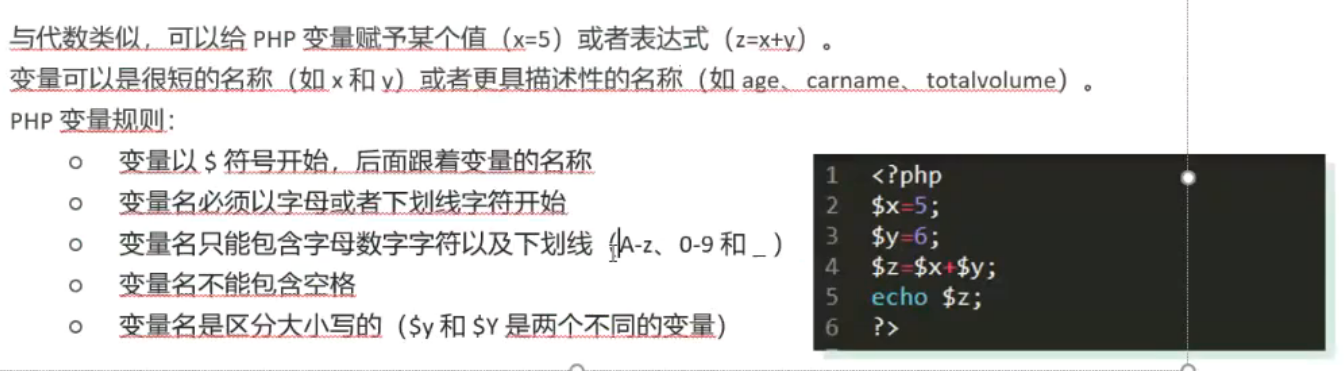 与代数类似，可以给 PHP 变量赋予某个值（x=5）或者表达式（z=x+y）。
变量可以是很短的名称（如 x 和 y）或者更具描述性的名称（如 age、carname、totalvolume）。
PHP 变量规则：
变量以 $ 符号开始，后面跟着变量的名称
变量名必须以字母或者下划线字符开始
变量名只能包含字母数字字符以及下划线（A-z、0-9 和 _ ）
变量名不能包含空格
变量名是区分大小写的（$y 和 $Y 是两个不同的变量）
1 <?php
2 $x=5;
3 $y=6;
4 $z=$x+$y;
5 echo $z;
6 ?>